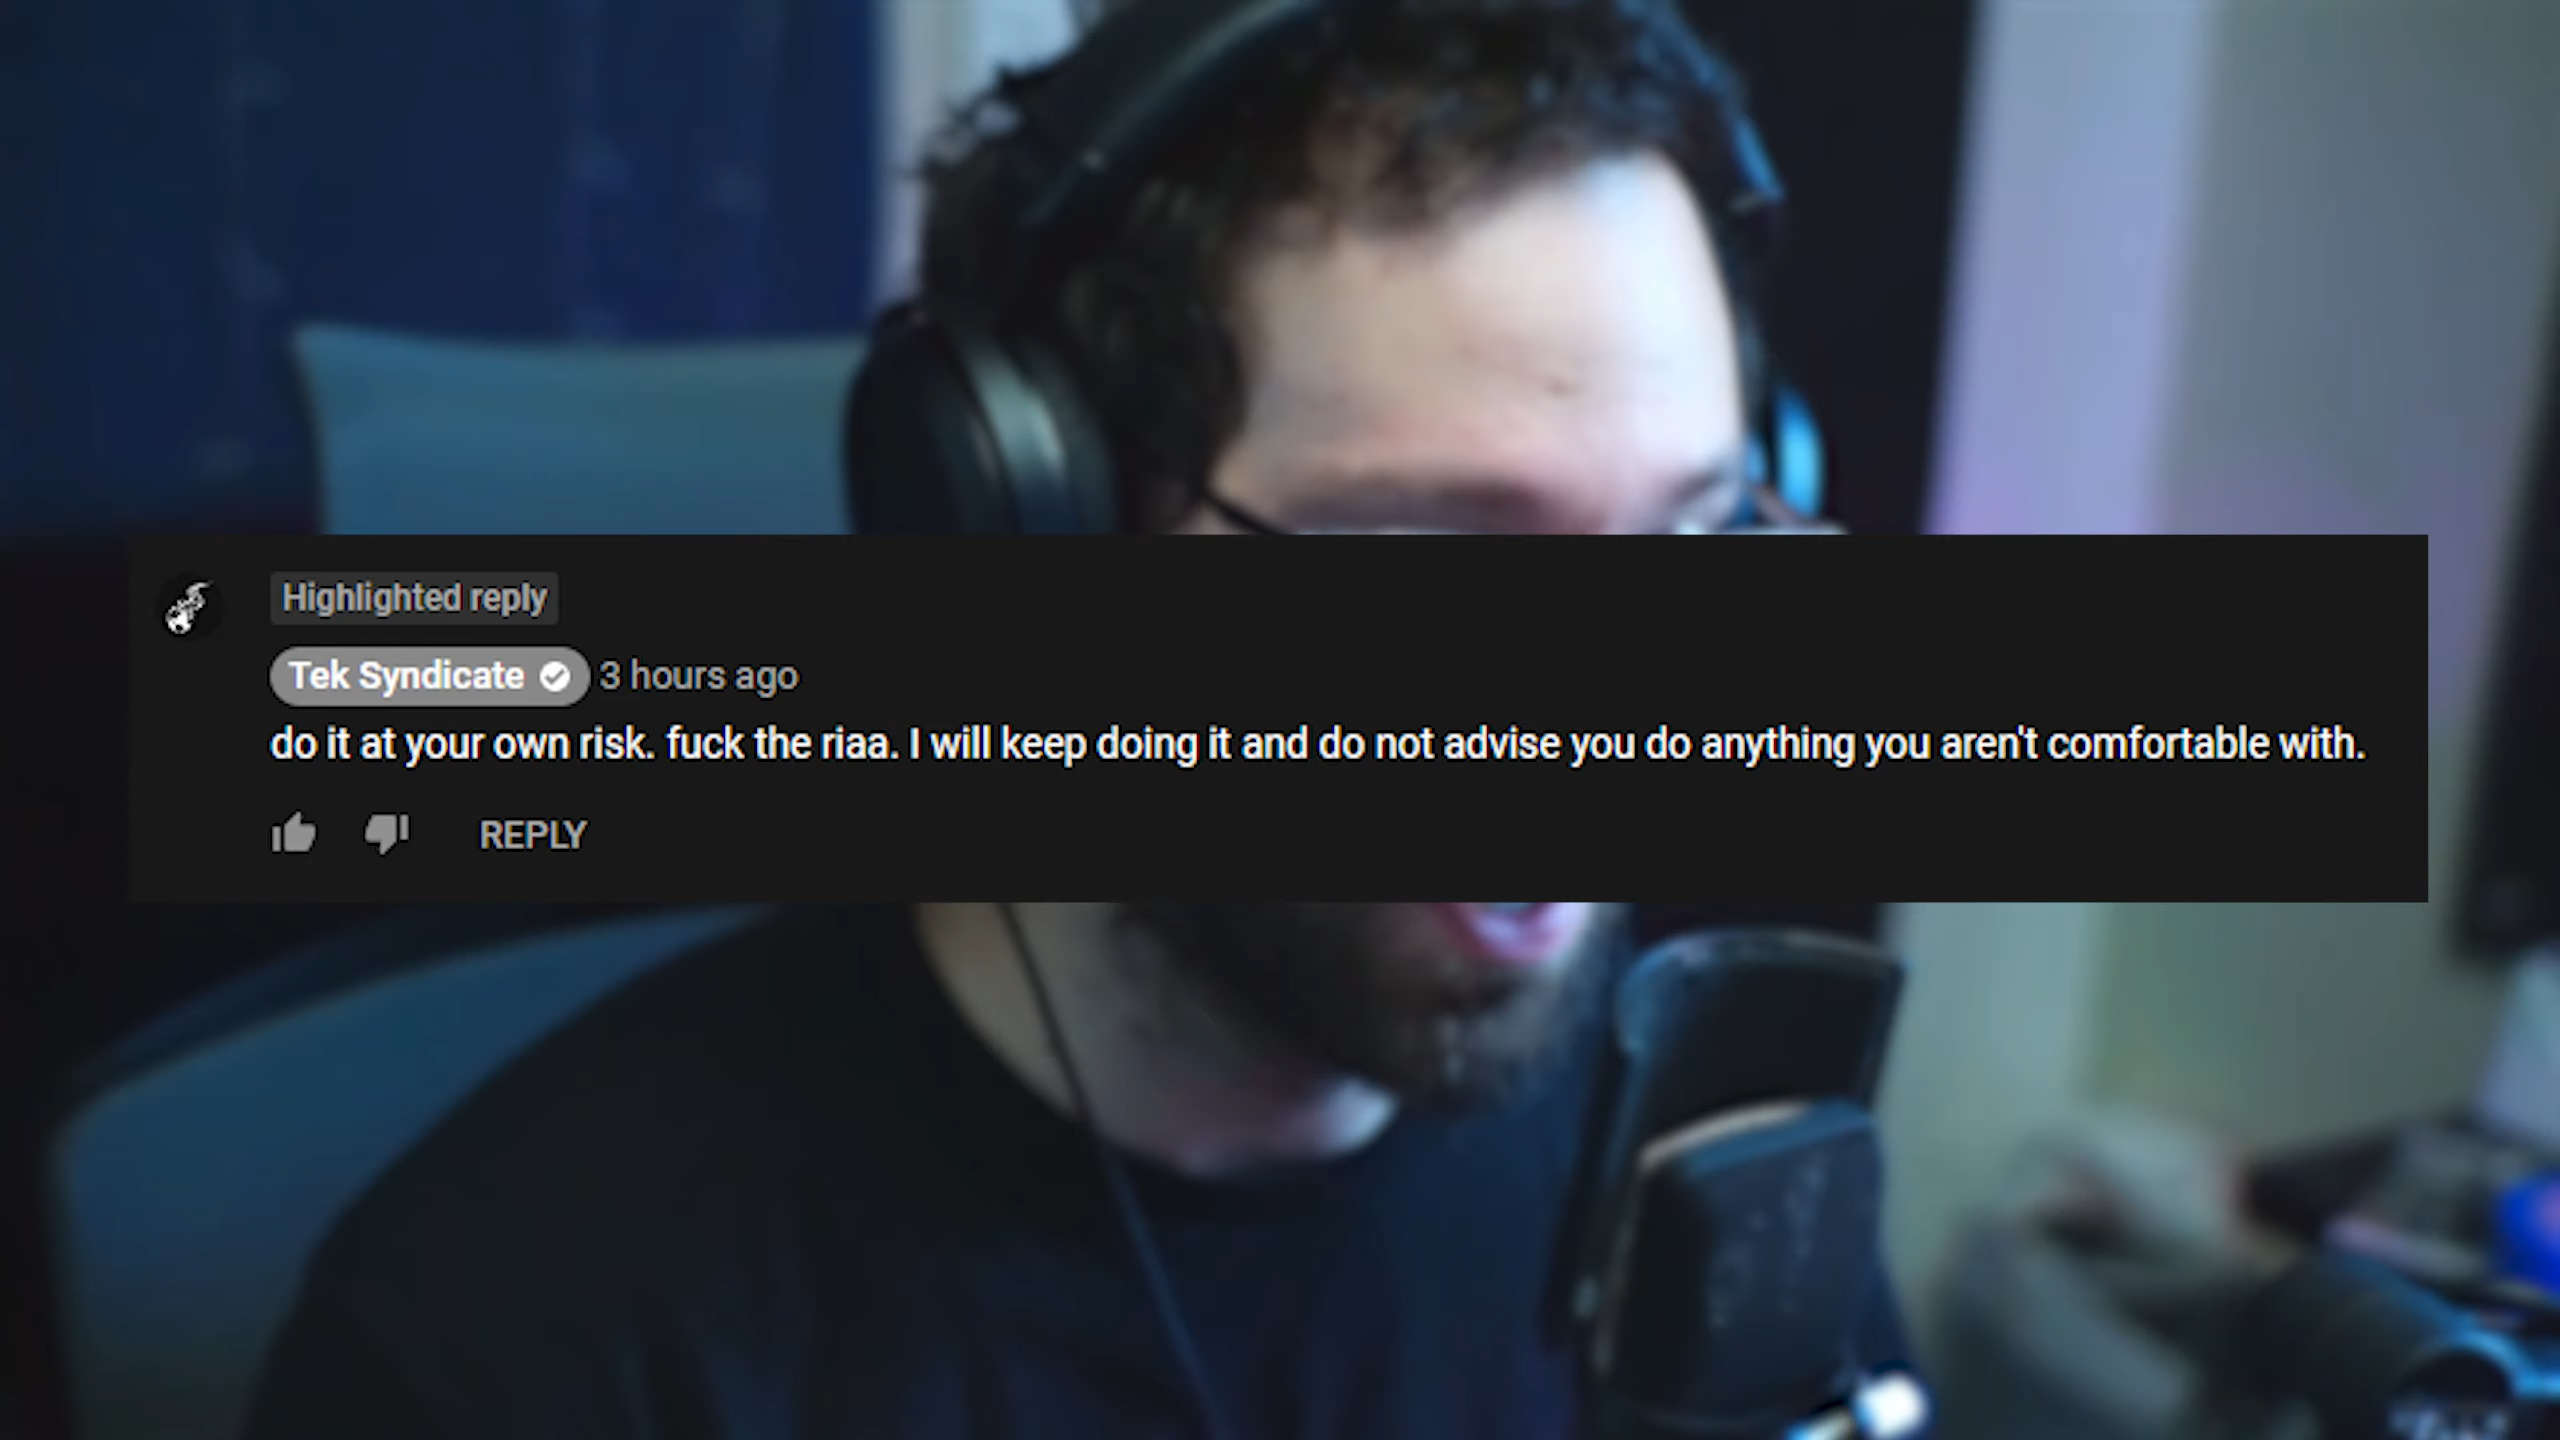 Highlighted reply
Tek Syndicate 3 hours ago
do it at your own risk. fuck the riaa. I will keep doing it and do not advise you do anything you aren't comfortable with.
REPLY